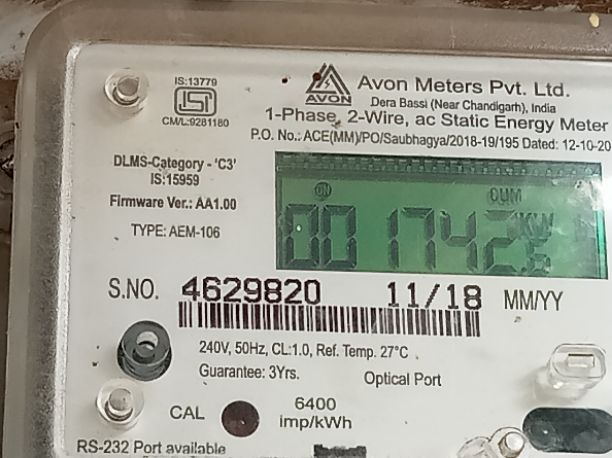 IS:13779
ISI
CM/L:9281180
AVON
Avon Meters Pvt. Ltd.
Dera Bassi (Near Chandigarh), India
1-Phase, 2-Wire, ac Static Energy Meter
P.O. No.: ACE(MM)/PO/Saubhagya/2018-19/195 Dated: 12-10-20
DLMS-Category - 'C3'
IS:15959
Firmware Ver.: AA1.00
TYPE: AEM-106
ON
CUM
001742
KW
S.NO. 4629820 11/18 MM/YY
240V, 50Hz, CL:1.0, Ref. Temp. 27°C
Guarantee: 3Yrs.
Optical Port
CAL
6400
imp/kWh
RS-232 Port available